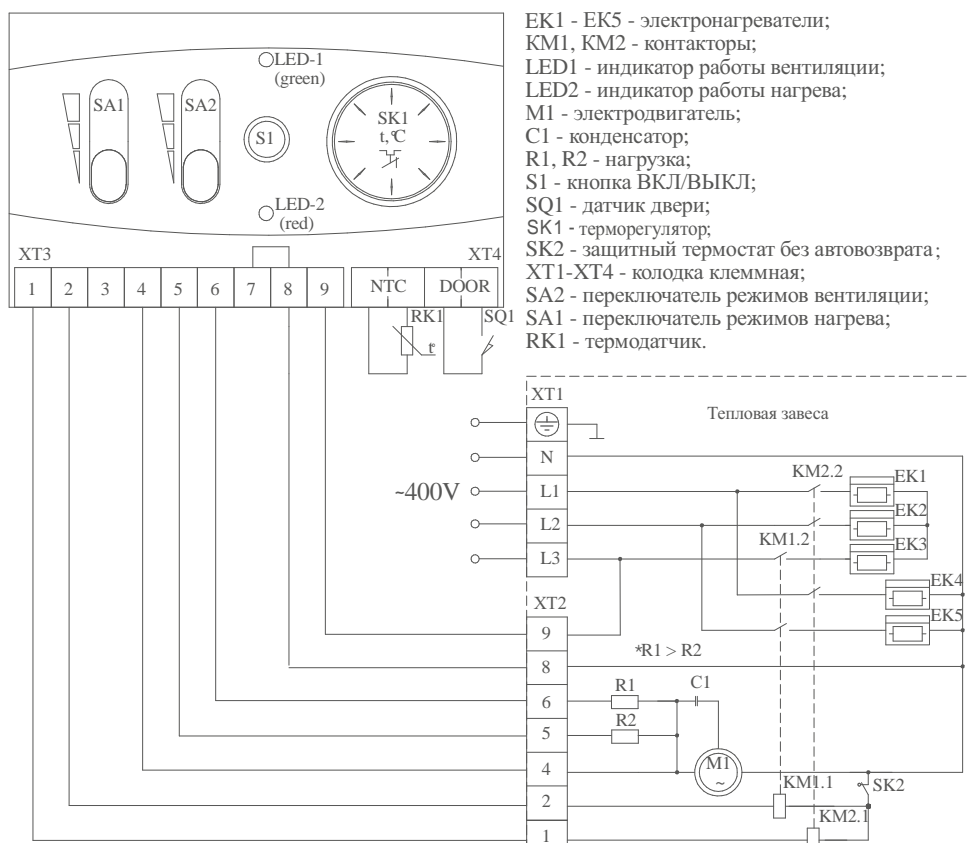 LED-1
(green)
SA1
SA2
S1
SK1
t,°C
LED-2
(red)
XT3
XT4
1 2 3 4 5 6 7 8 9
NTC DOOR
RK1
SQ1
t°
EK1 - EK5 - электронагреватели;
КМ1, КМ2 - контакторы;
LED1 - индикатор работы вентиляции;
LED2 - индикатор работы нагрева;
М1 - электродвигатель;
С1 - конденсатор;
R1, R2 - нагрузка;
S1 - кнопка ВКЛ/ВЫКЛ;
SQ1 - датчик двери;
SK1 - терморегулятор;
SK2 - защитный термостат без автовозврата;
XT1-XT4 - колодка клеммная;
SA2 - переключатель режимов вентиляции;
SA1 - переключатель режимов нагрева;
RK1 - термодатчик.
XT1
Тепловая завеса
N
~400V
L1
L2
L3
KM2.2
EK1
EK2
KM1.2
EK3
EK4
EK5
XT2
9
*R1 > R2
8
R1
C1
6
R2
5
M1
~
4
KM1.1
SK2
2
KM2.1
1